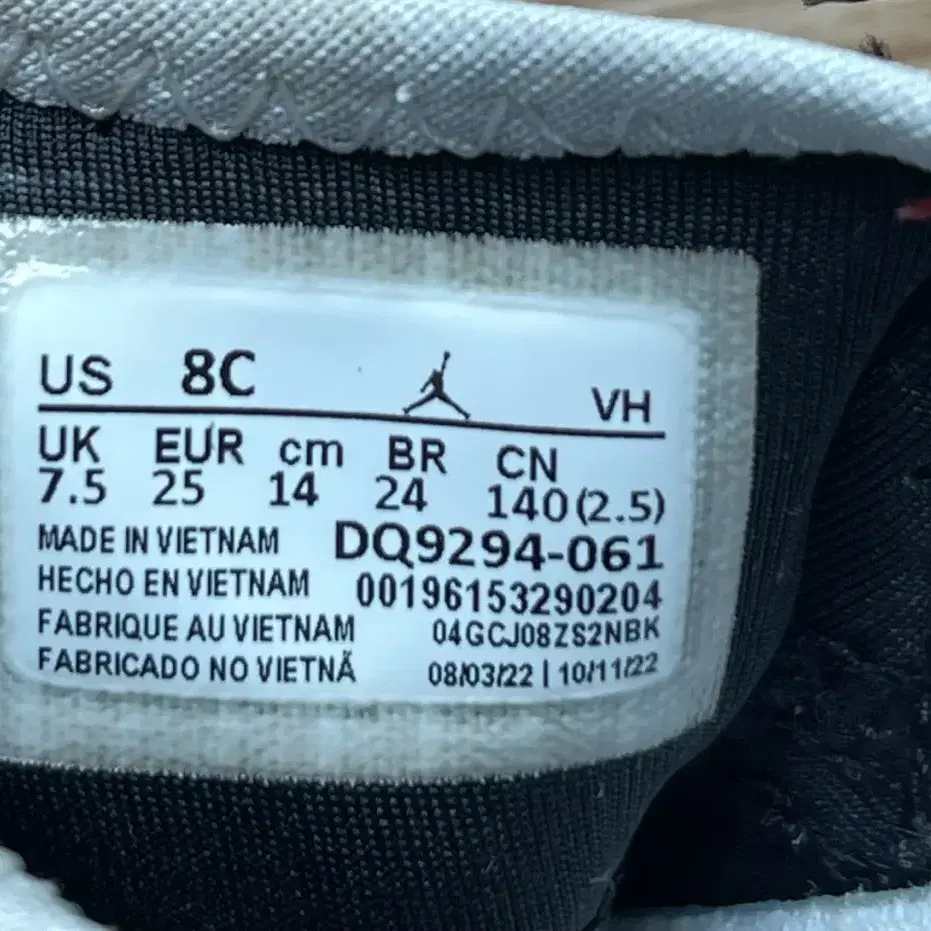 US 8C VH
UK EUR cm BR CN
7.5 25 14 24 140(2.5)
MADE IN VIETNAM DQ9294-061
HECHO EN VIETNAM 00196153290204
FABRIQUE AU VIETNAM 04GCJ08ZS2NBK
FABRICADO NO VIETNÃ 08/03/22 | 10/11/22